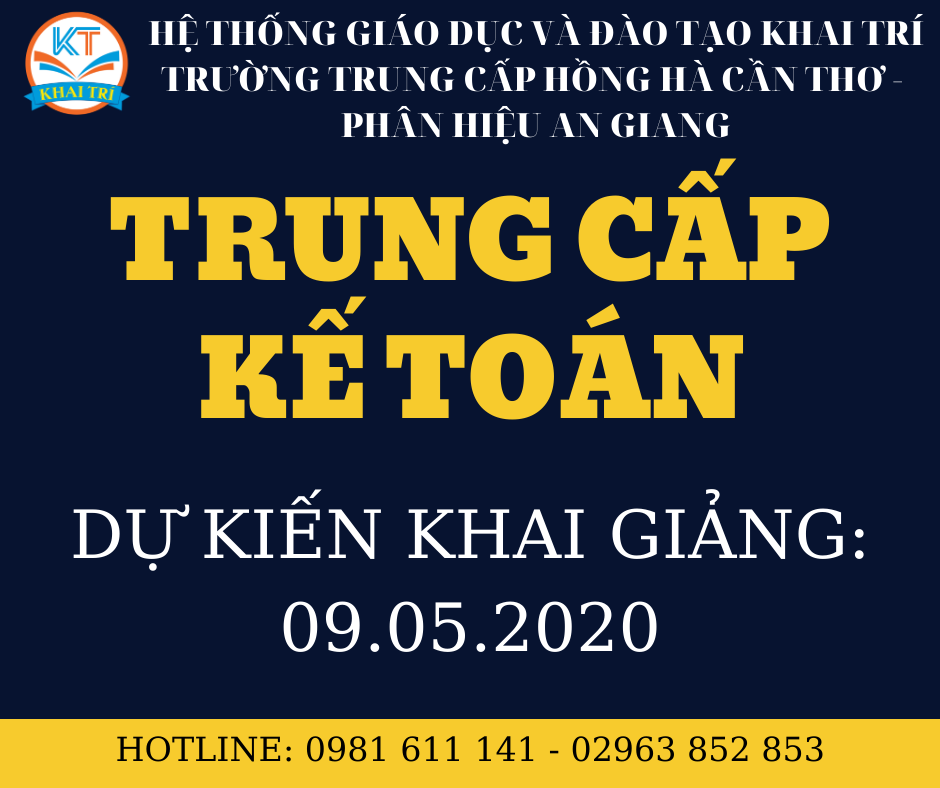 KT
KHAI TRÍ
HỆ THỐNG GIÁO DỤC VÀ ĐÀO TẠO KHAI TRÍ
TRƯỜNG TRUNG CẤP HỒNG HÀ CẦN THƠ -
PHÂN HIỆU AN GIANG
TRUNG CẤP
KẾ TOÁN
DỰ KIẾN KHAI GIẢNG:
09.05.2020
HOTLINE: 0981 611 141 - 02963 852 853